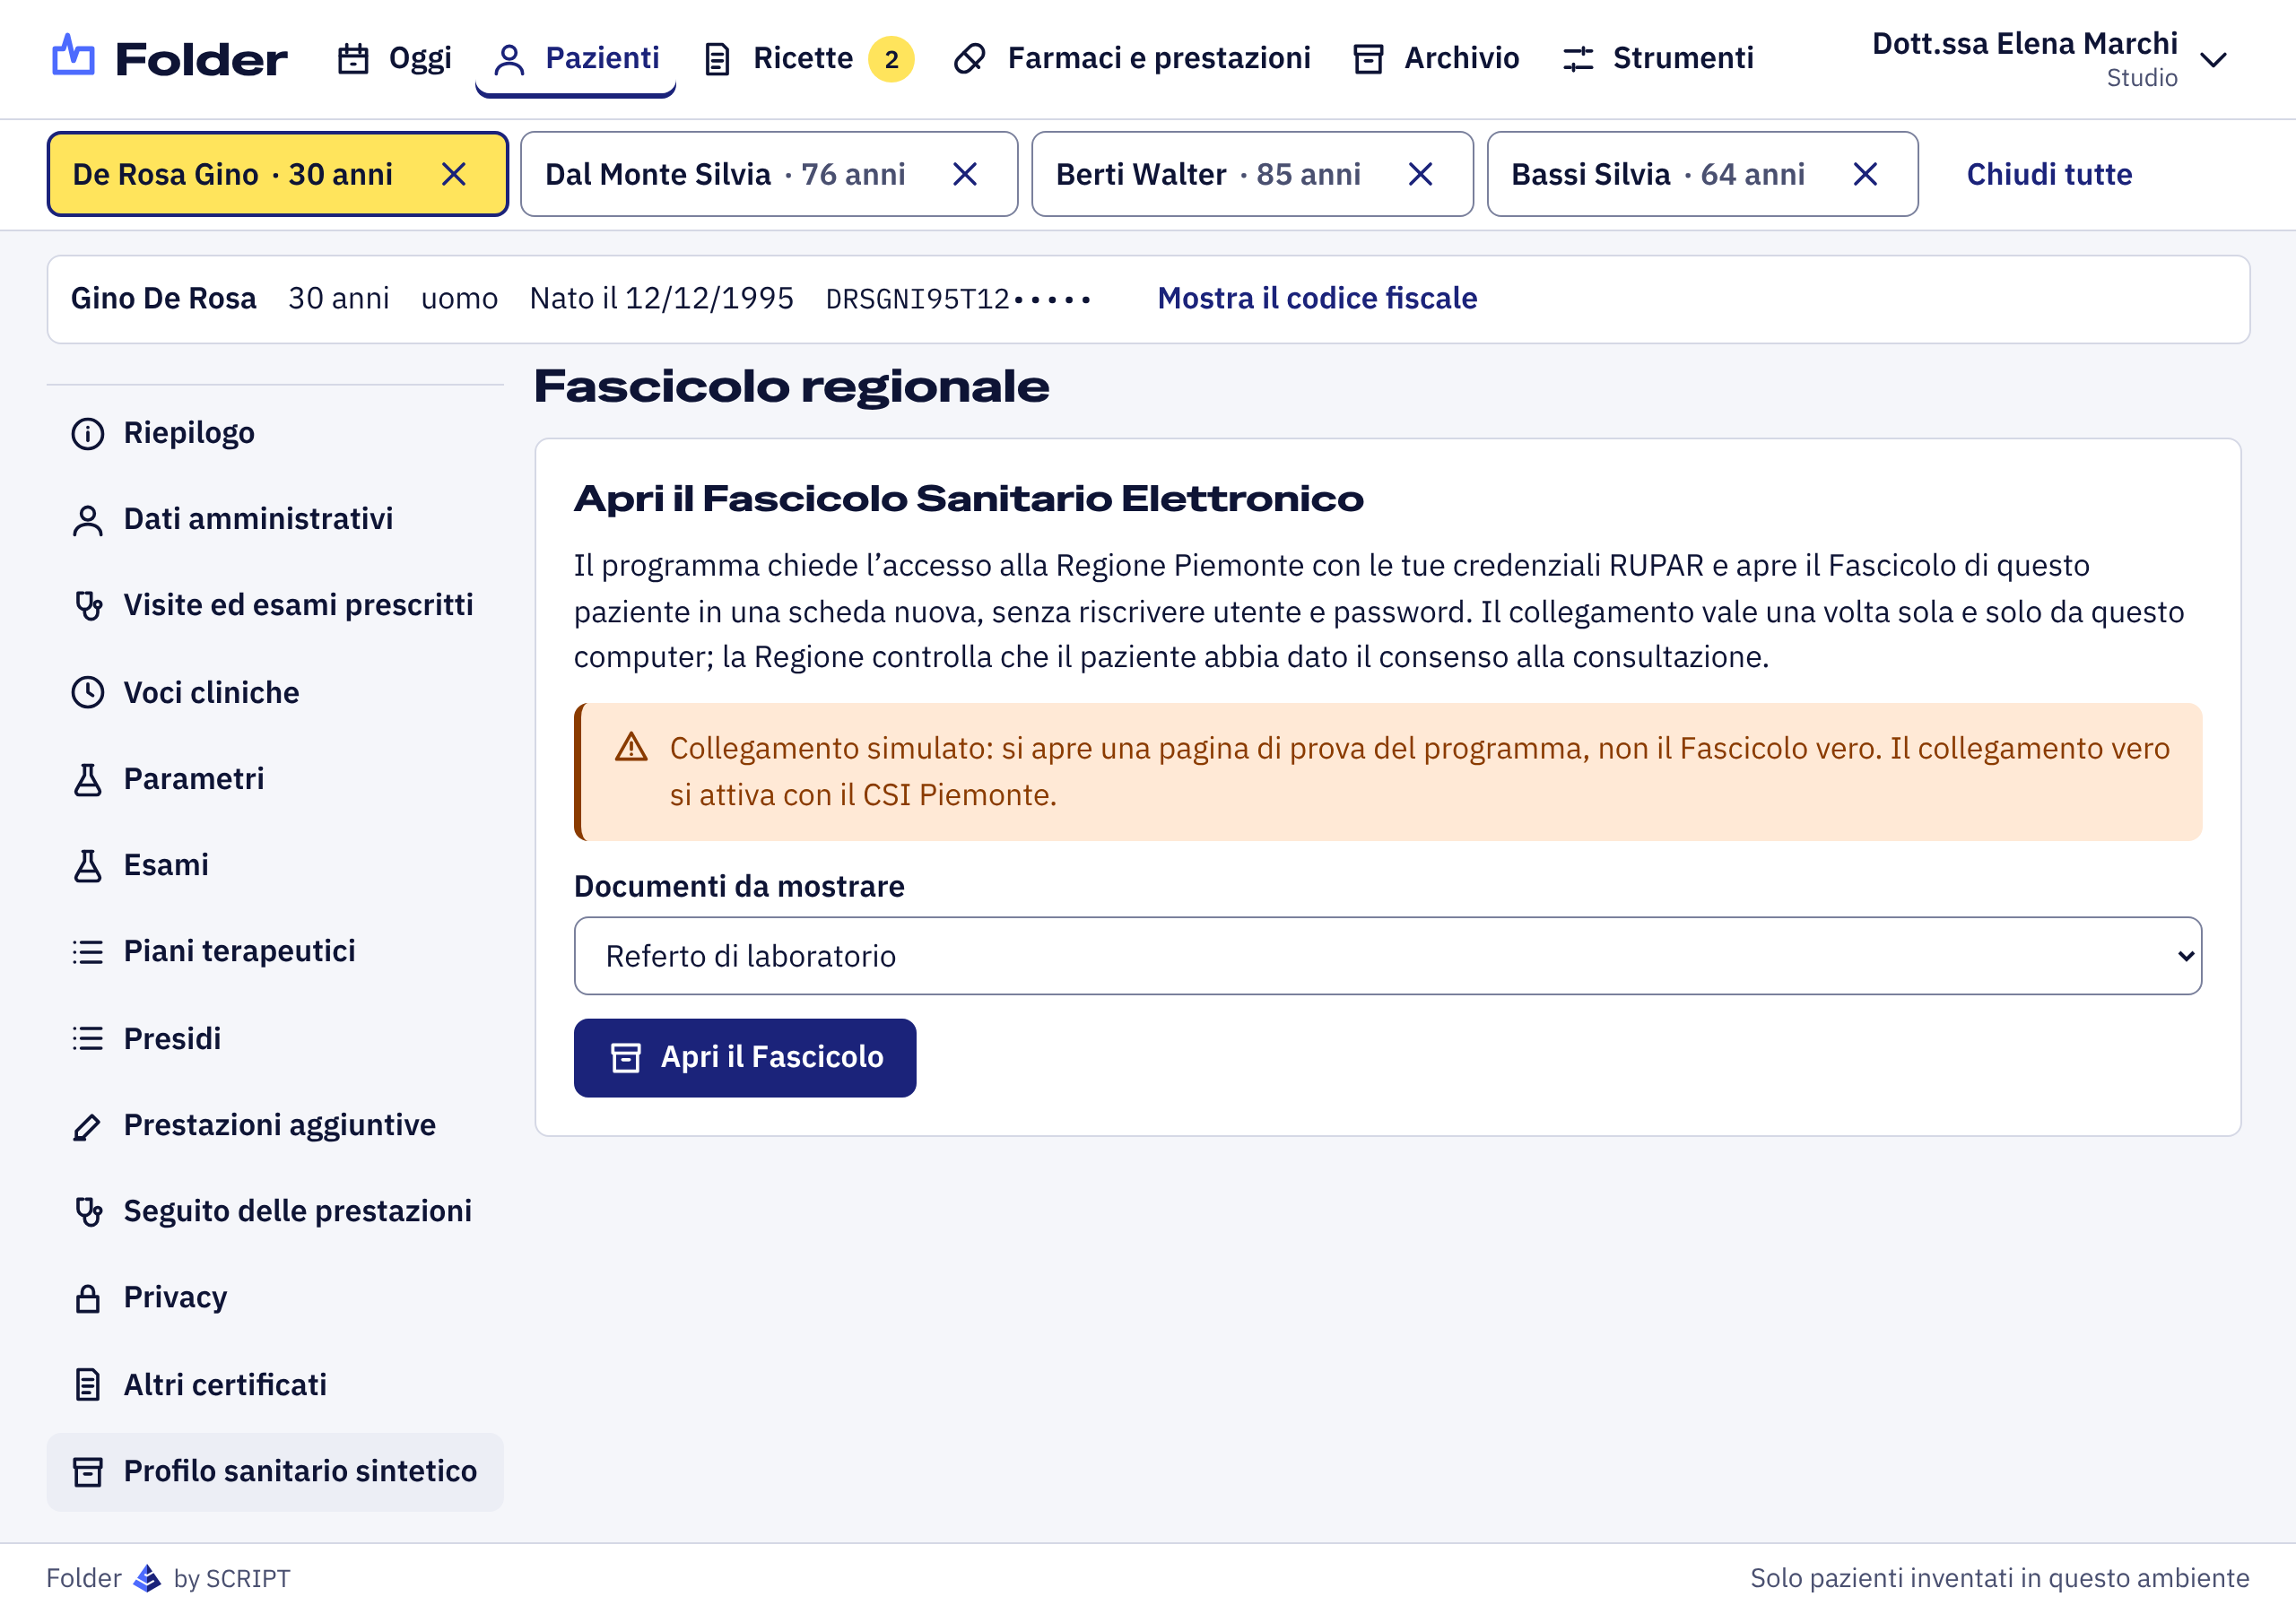 Folder
Oggi
Pazienti
Ricette 2
Farmaci e prestazioni
Archivio
Strumenti
Dott.ssa Elena Marchi
Studio
De Rosa Gino · 30 anni
Dal Monte Silvia · 76 anni
Berti Walter · 85 anni
Bassi Silvia · 64 anni
Chiudi tutte
Gino De Rosa 30 anni uomo Nato il 12/12/1995 DRSGNI95T12••••• Mostra il codice fiscale
Riepilogo
Dati amministrativi
Visite ed esami prescritti
Voci cliniche
Parametri
Esami
Piani terapeutici
Presidi
Prestazioni aggiuntive
Seguito delle prestazioni
Privacy
Altri certificati
Profilo sanitario sintetico
Fascicolo regionale
Apri il Fascicolo Sanitario Elettronico
Il programma chiede l’accesso alla Regione Piemonte con le tue credenziali RUPAR e apre il Fascicolo di questo
paziente in una scheda nuova, senza riscrivere utente e password. Il collegamento vale una volta sola e solo da questo
computer; la Regione controlla che il paziente abbia dato il consenso alla consultazione.
Collegamento simulato: si apre una pagina di prova del programma, non il Fascicolo vero. Il collegamento vero
si attiva con il CSI Piemonte.
Documenti da mostrare
Referto di laboratorio
Apri il Fascicolo
Folder by SCRIPT
Solo pazienti inventati in questo ambiente